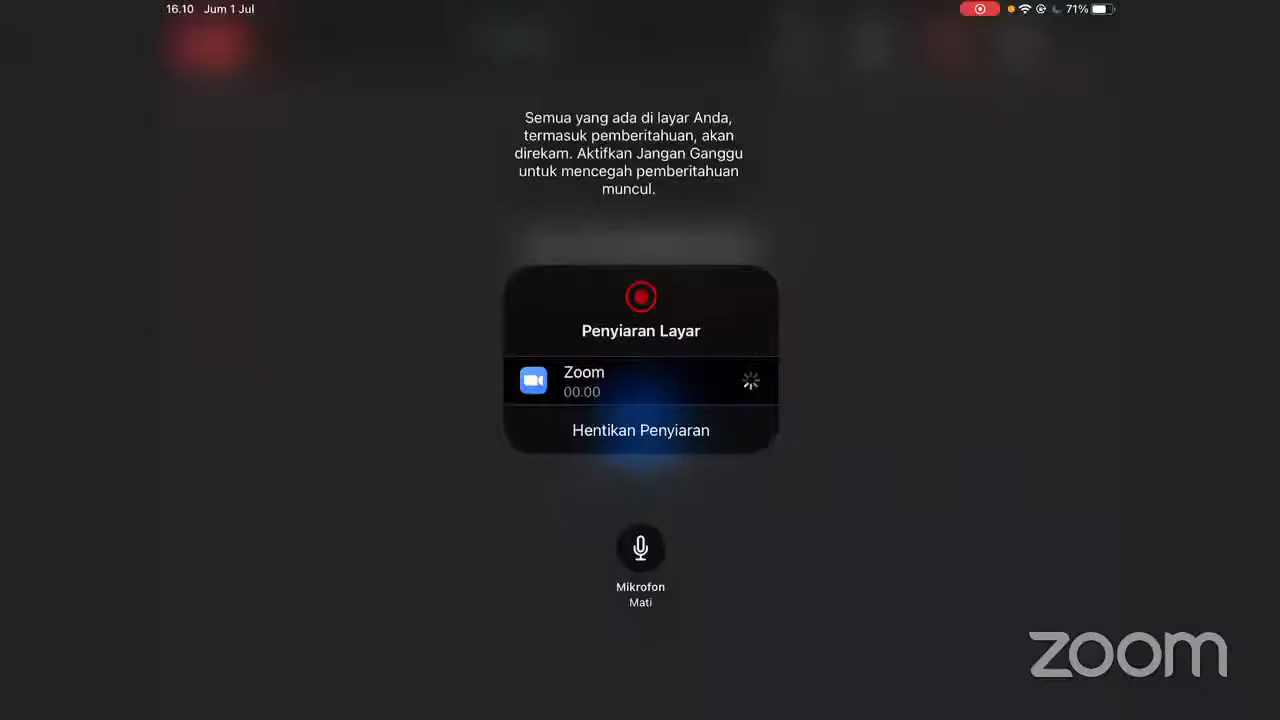 16.10 Jum 1 Jul
71%
Semua yang ada di layar Anda,
termasuk pemberitahuan, akan
direkam. Aktifkan Jangan Ganggu
untuk mencegah pemberitahuan
muncul.
Penyiaran Layar
Zoom
00.00
Hentikan Penyiaran
Mikrofon
Mati
zoom